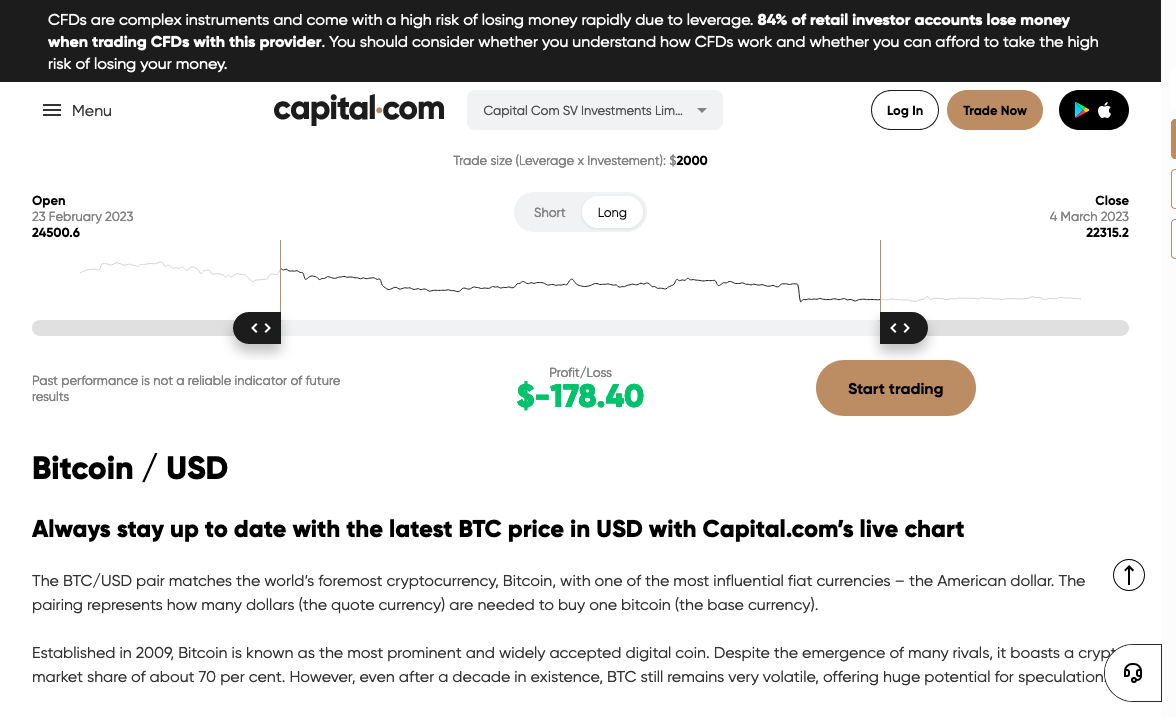 CFDs are complex instruments and come with a high risk of losing money rapidly due to leverage. 84% of retail investor accounts lose money
when trading CFDs with this provider. You should consider whether you understand how CFDs work and whether you can afford to take the high
risk of losing your money.
Menu
capital.com
Capital Com SV Investments Lim...
Log In
Trade Now
Trade size (Leverage x Investement): $2000
Open
23 February 2023
24500.6
Short
Long
Close
4 March 2023
22315.2
Past performance is not a reliable indicator of future
results
Profit/Loss
$-178.40
Start trading
Bitcoin / USD
Always stay up to date with the latest BTC price in USD with Capital.com’s live chart
The BTC/USD pair matches the world’s foremost cryptocurrency, Bitcoin, with one of the most influential fiat currencies – the American dollar. The
pairing represents how many dollars (the quote currency) are needed to buy one bitcoin (the base currency).
Established in 2009, Bitcoin is known as the most prominent and widely accepted digital coin. Despite the emergence of many rivals, it boasts a crypt
market share of about 70 per cent. However, even after a decade in existence, BTC still remains very volatile, offering huge potential for speculation